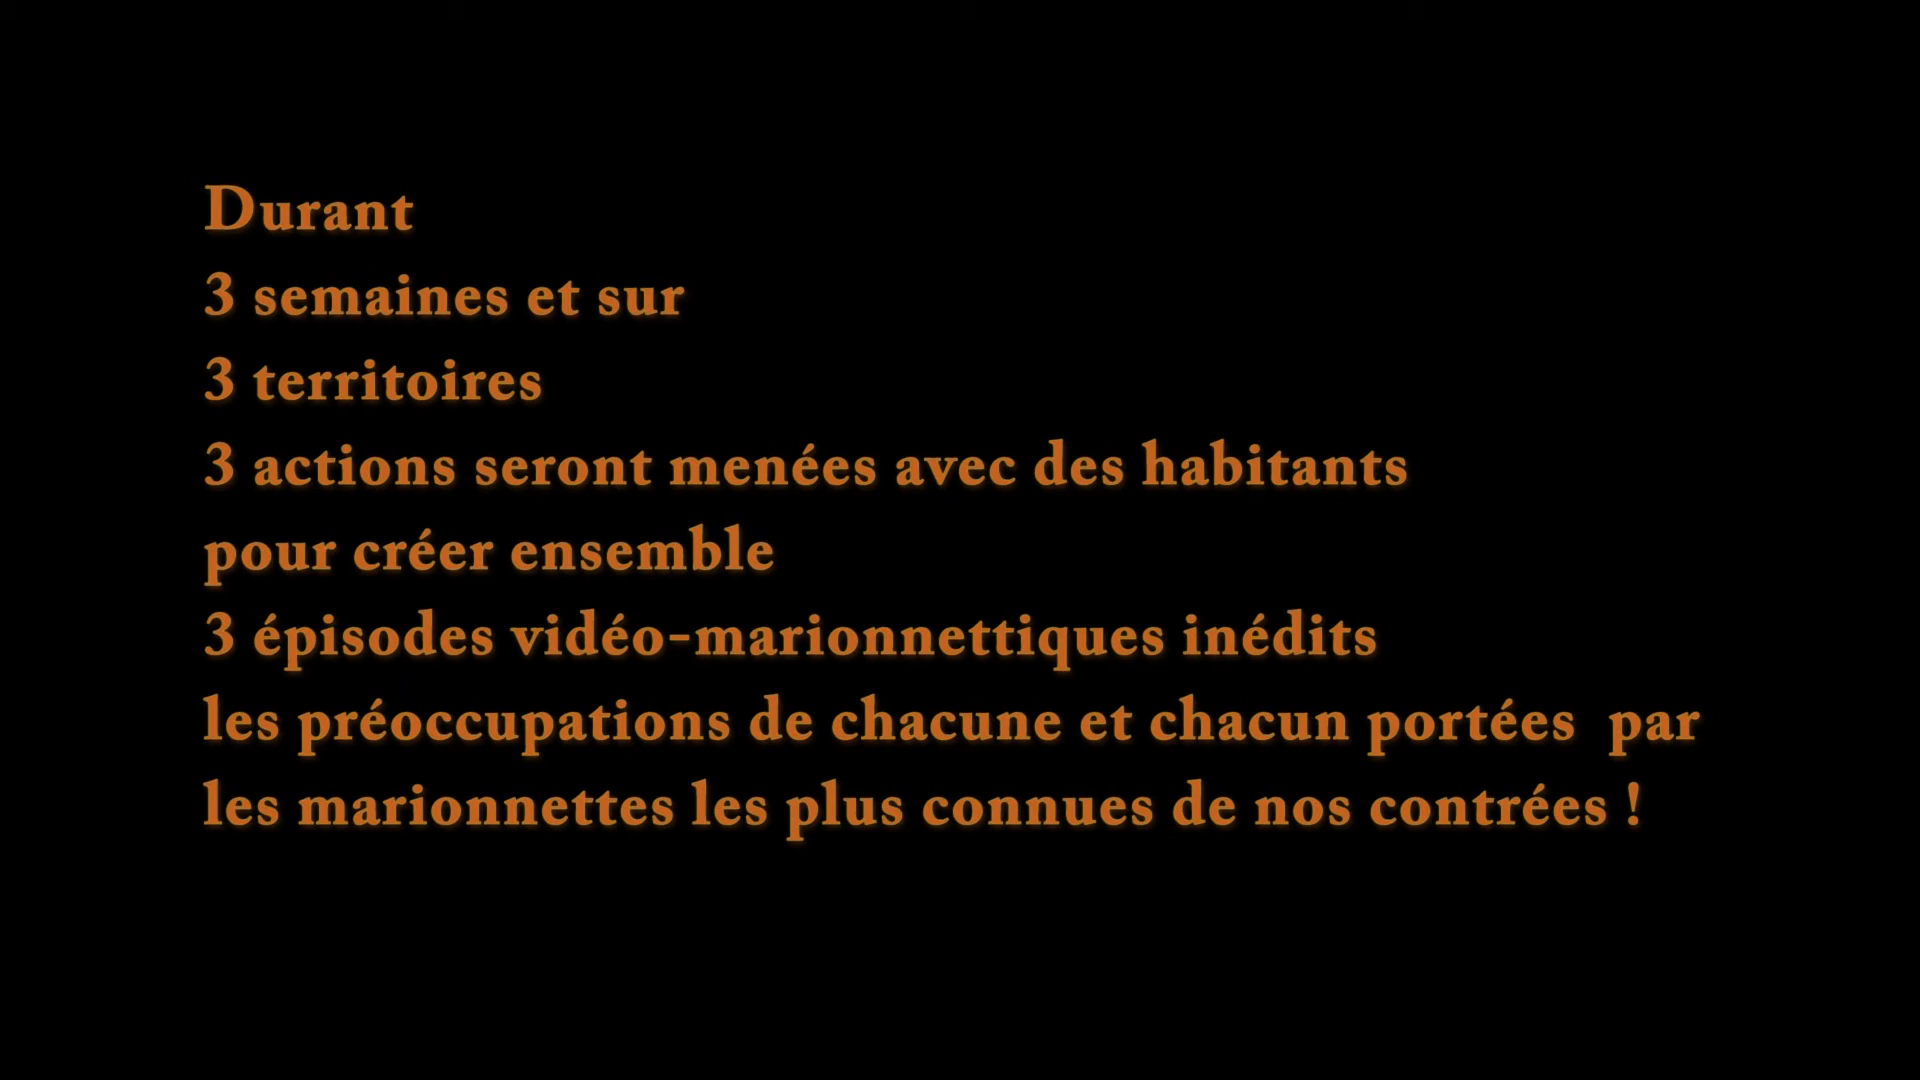 Durant
3 semaines et sur
3 territoires
3 actions seront menées avec des habitants
pour créer ensemble
3 épisodes vidéo-marionnettiques inédits
les préoccupations de chacune et chacun portées  par
les marionnettes les plus connues de nos contrées !